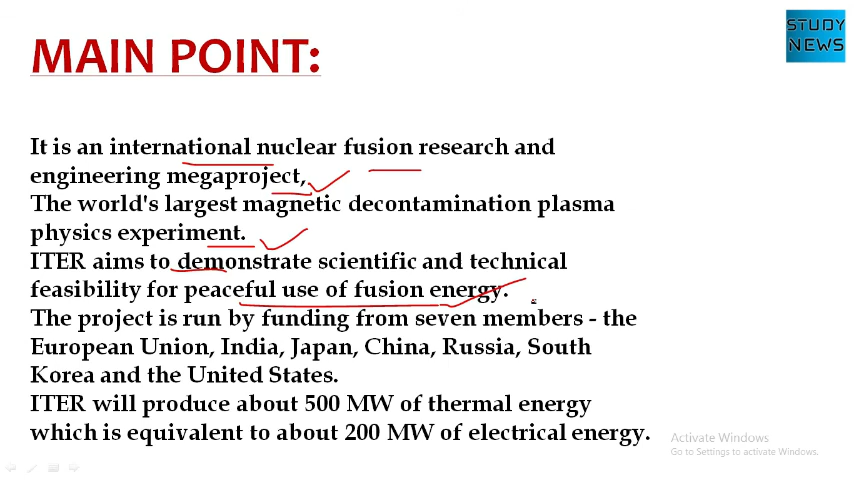 STUDY
NEWS
MAIN POINT:
It is an international nuclear fusion research and
engineering megaproject,
The world's largest magnetic decontamination plasma
physics experiment.
ITER aims to demonstrate scientific and technical
feasibility for peaceful use of fusion energy.
The project is run by funding from seven members - the
European Union, India, Japan, China, Russia, South
Korea and the United States.
ITER will produce about 500 MW of thermal energy
which is equivalent to about 200 MW of electrical energy.
Activate Windows
Go to Settings to activate Windows.